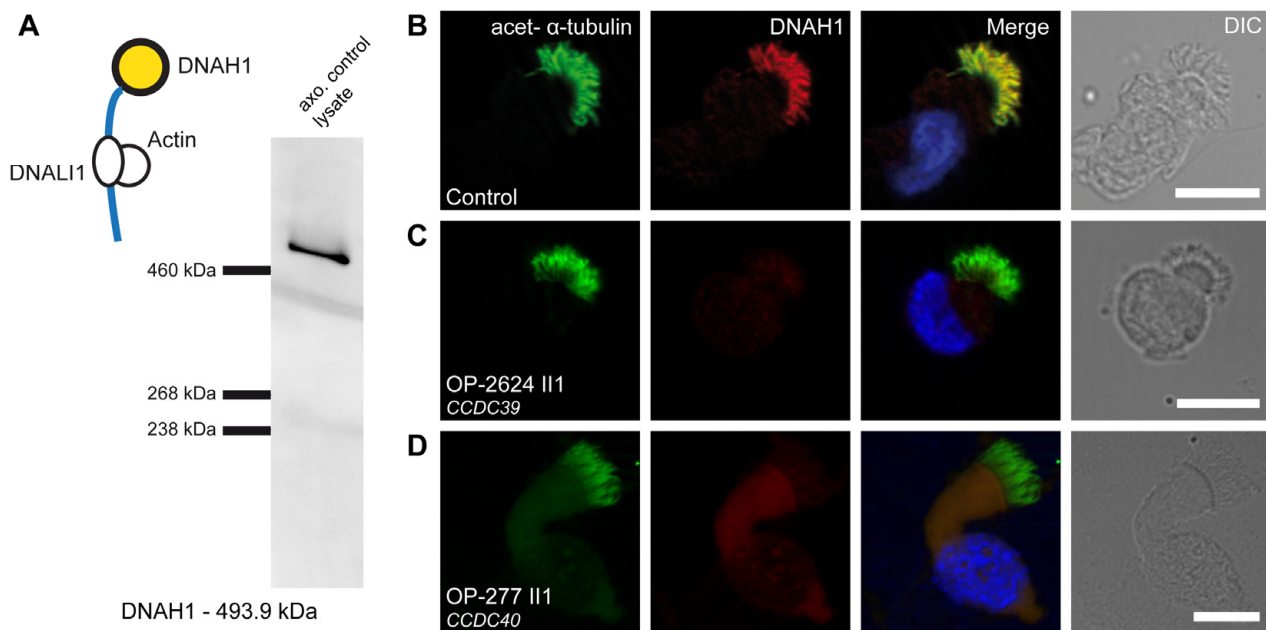 A
DNAH1
Actin
DNALI1
axo. control
lysate
460 kDa
268 kDa
238 kDa
DNAH1 - 493.9 kDa
B
acet- α-tubulin
DNAH1
Merge
DIC
Control
C
OP-2624 II1
CCDC39
D
OP-277 II1
CCDC40